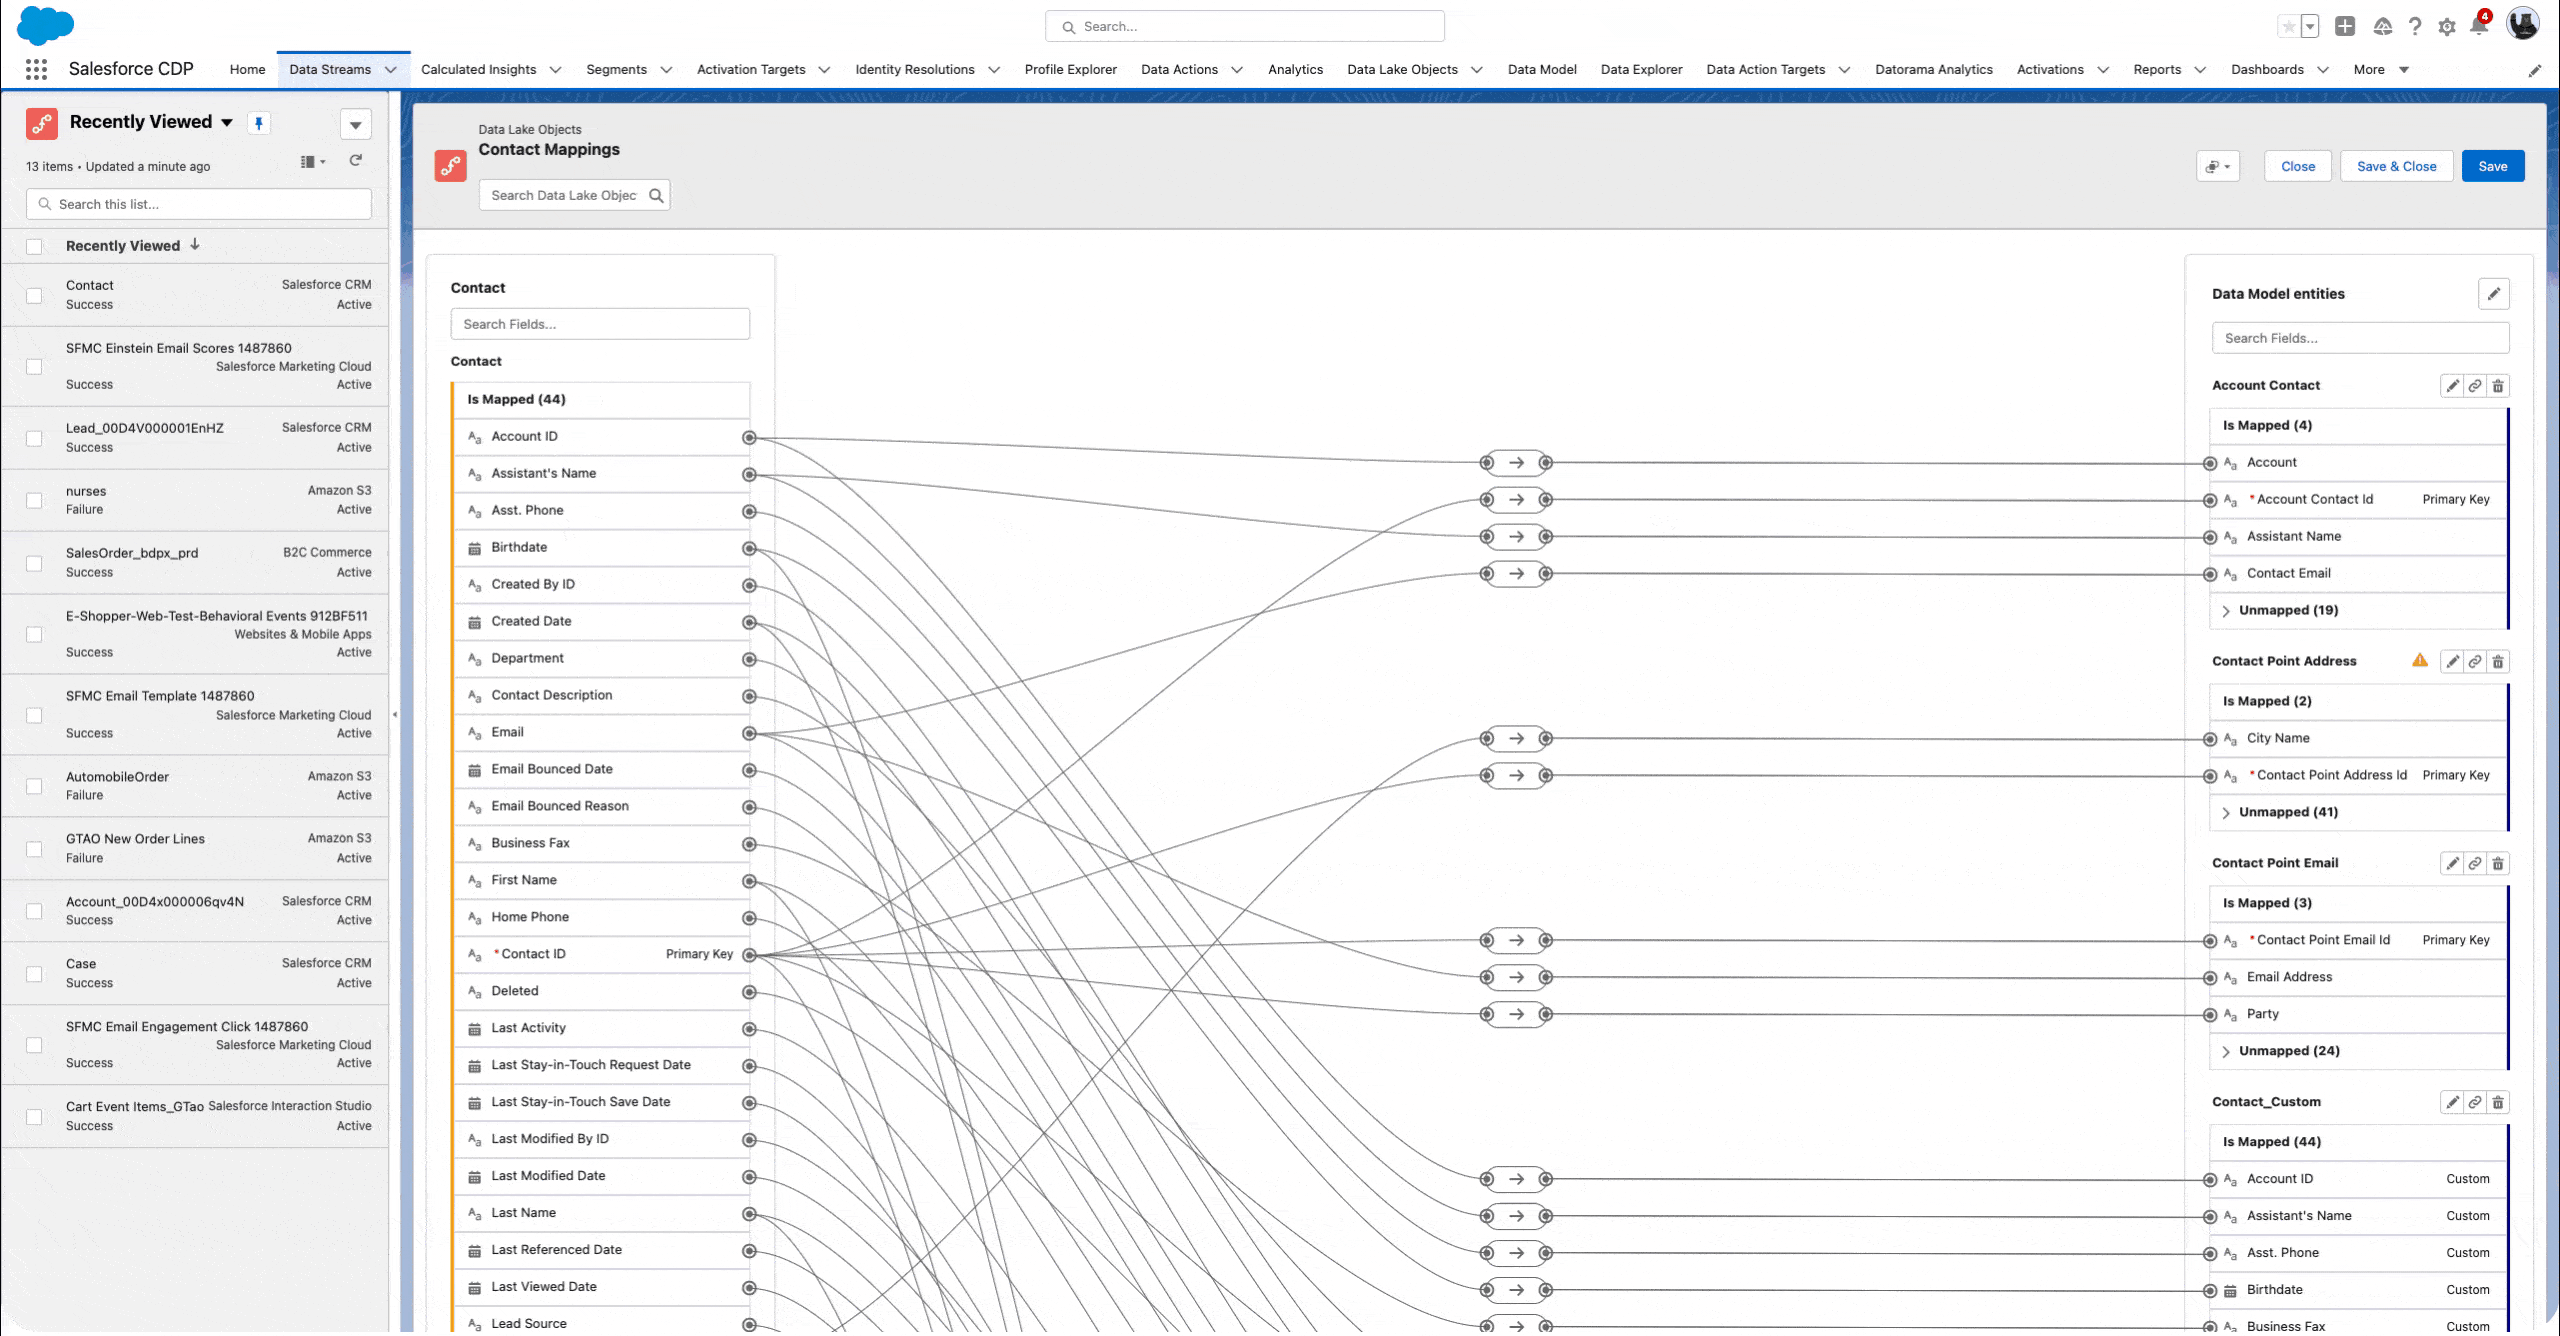 Search...
4
Salesforce CDP
Home
Data Streams
Calculated Insights
Segments
Activation Targets
Identity Resolutions
Profile Explorer
Data Actions
Analytics
Data Lake Objects
Data Model
Data Explorer
Data Action Targets
Datorama Analytics
Activations
Reports
Dashboards
More
Recently Viewed
13 items • Updated a minute ago
Search this list...
Recently Viewed
Contact Salesforce CRM
Success Active
SFMC Einstein Email Scores 1487860
Salesforce Marketing Cloud
Success Active
Lead_00D4V000001EnHZ Salesforce CRM
Success Active
nurses Amazon S3
Failure Active
SalesOrder_bdpx_prd B2C Commerce
Success Active
E-Shopper-Web-Test-Behavioral Events 912BF511
Websites & Mobile Apps
Success Active
SFMC Email Template 1487860
Salesforce Marketing Cloud
Success Active
AutomobileOrder Amazon S3
Failure Active
GTAO New Order Lines Amazon S3
Failure Active
Account_00D4x000006qv4N Salesforce CRM
Success Active
Case Salesforce CRM
Success Active
SFMC Email Engagement Click 1487860
Salesforce Marketing Cloud
Success Active
Cart Event Items_GTao Salesforce Interaction Studio
Success Active
Data Lake Objects
Contact Mappings
Search Data Lake Objec
Close
Save & Close
Save
Contact
Search Fields...
Contact
Is Mapped (44)
Account ID
Assistant's Name
Asst. Phone
Birthdate
Created By ID
Created Date
Department
Contact Description
Email
Email Bounced Date
Email Bounced Reason
Business Fax
First Name
Home Phone
* Contact ID Primary Key
Deleted
Last Activity
Last Stay-in-Touch Request Date
Last Stay-in-Touch Save Date
Last Modified By ID
Last Modified Date
Last Name
Last Referenced Date
Last Viewed Date
Lead Source
Data Model entities
Search Fields...
Account Contact
Is Mapped (4)
Account
* Account Contact Id Primary Key
Assistant Name
Contact Email
Unmapped (19)
Contact Point Address
Is Mapped (2)
City Name
* Contact Point Address Id Primary Key
Unmapped (41)
Contact Point Email
Is Mapped (3)
* Contact Point Email Id Primary Key
Email Address
Party
Unmapped (24)
Contact_Custom
Is Mapped (44)
Account ID Custom
Assistant's Name Custom
Asst. Phone Custom
Birthdate Custom
Business Fax Custom